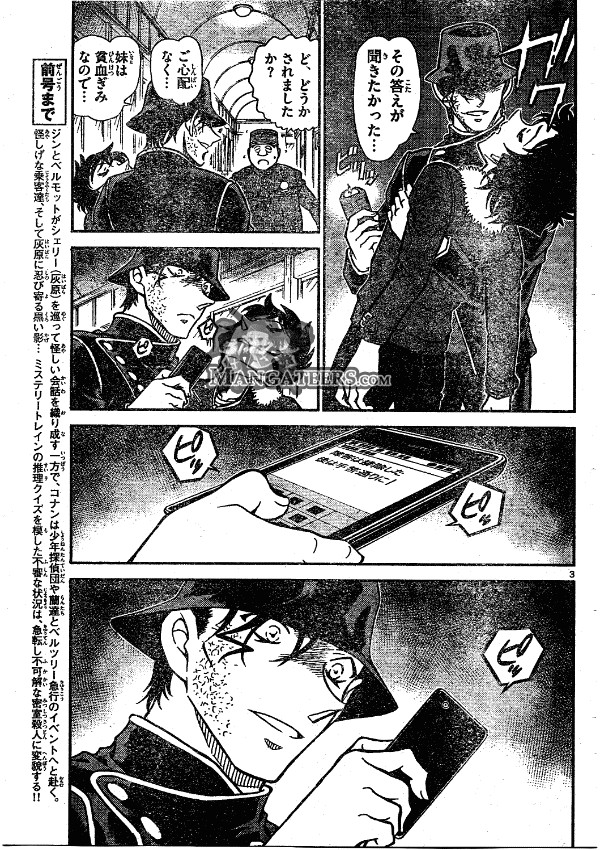 その答えが
聞きたかった…
ガッ
ど、どうか
されました
か?
ご心配
なく…
妹は
貧血ぎみ
なので…
MANGATEERS.COM
ピッ
ピッ
ピッ
ピッ
3
前号まで
ジンとベルモットがシェリー(灰原)を巡って怪しい会話を織り成す一方で、コナンは少年探偵団や蘭達とベルツリー急行のイベントへと赴く。
怪しげな乗客達、そして灰原に忍び寄る黒い影…ミステリートレインの推理クイズを模した不審な状況は、急転し不可解な密室殺人に変貌する!!